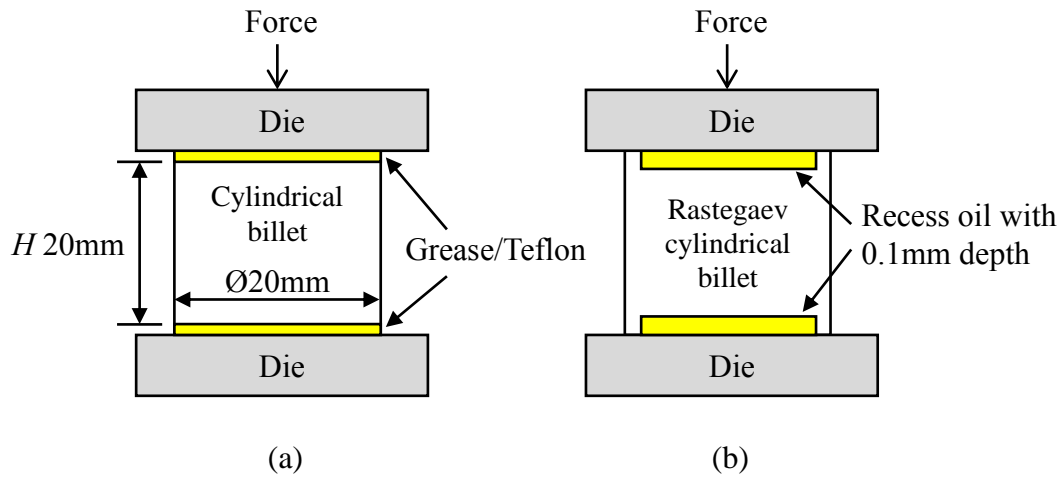 Force
Die
Cylindrical
billet
H 20mm
Ø20mm
Grease/Teflon
Die
(a)
Force
Die
Rastegaev
cylindrical
billet
Recess oil with
0.1mm depth
Die
(b)